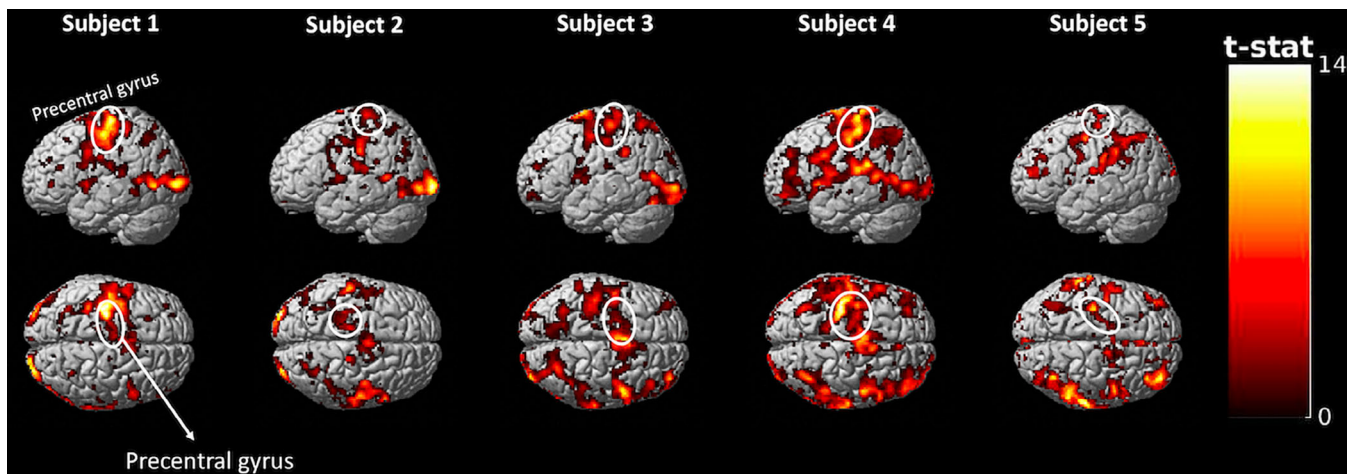 Subject 1
Subject 2
Subject 3
Subject 4
Subject 5
t-stat
14
Precentral gyrus
0
Precentral gyrus